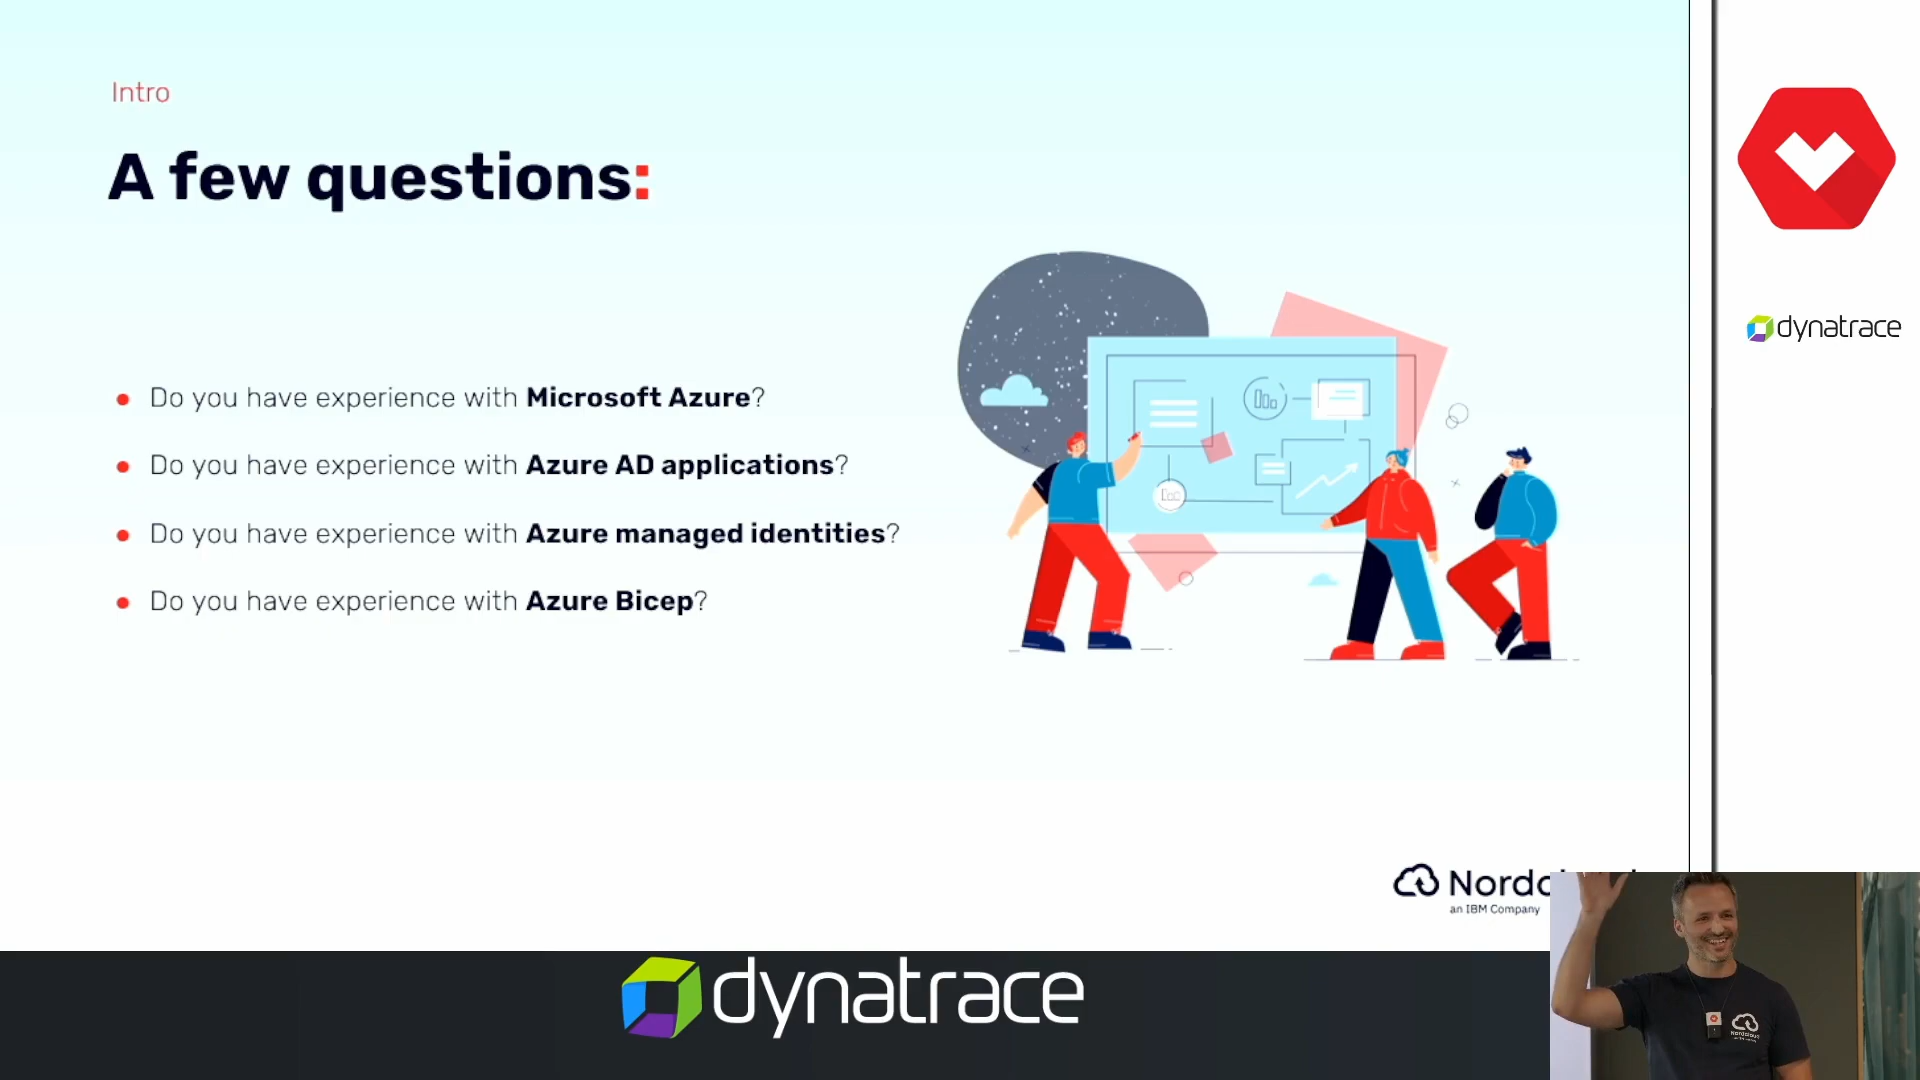 Intro
A few questions:
Do you have experience with Microsoft Azure?
Do you have experience with Azure AD applications?
Do you have experience with Azure managed identities?
Do you have experience with Azure Bicep?
dynatrace
Nordc
an IBM Company
dynatrace
Nordcloud